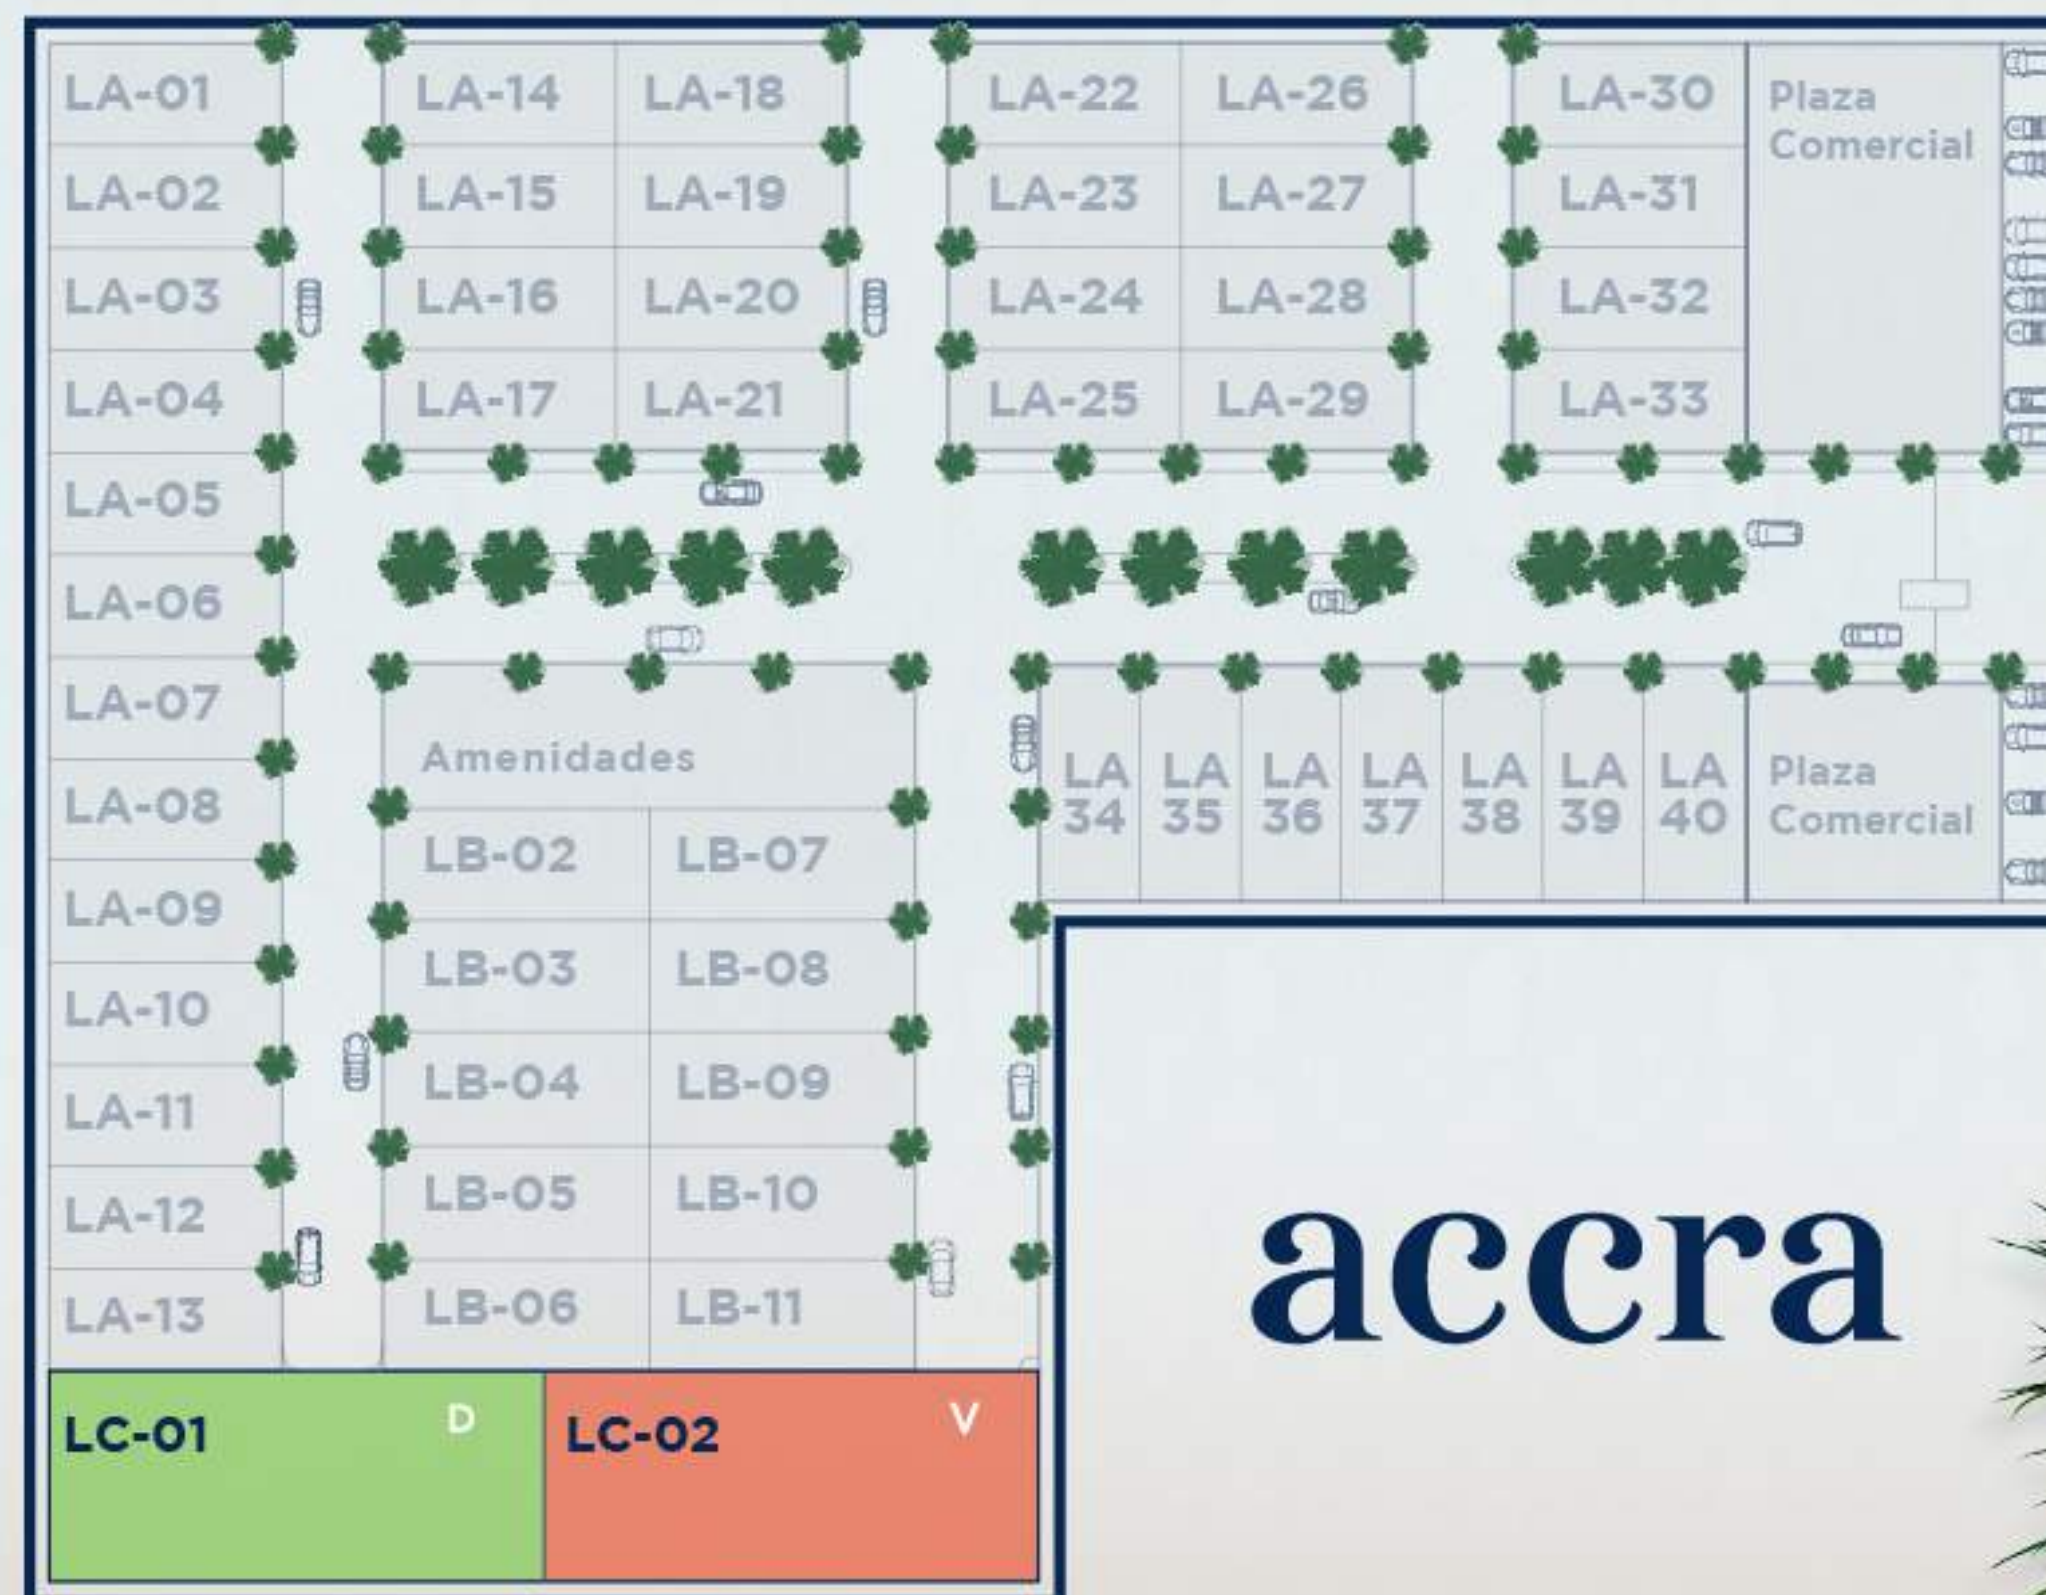 LA-01
LA-02
LA-03
LA-04
LA-05
LA-06
LA-07
LA-08
LA-09
LA-10
LA-11
LA-12
LA-13
LA-14 LA-18
LA-15 LA-19
LA-16 LA-20
LA-17 LA-21
LA-22 LA-26
LA-23 LA-27
LA-24 LA-28
LA-25 LA-29
LA-30
LA-31
LA-32
LA-33
Plaza
Comercial
Amenidades
LB-02 LB-07
LB-03 LB-08
LB-04 LB-09
LB-05 LB-10
LB-06 LB-11
LA LA LA LA LA LA LA
34 35 36 37 38 39 40
Plaza
Comercial
accra
LC-01 D
LC-02 V